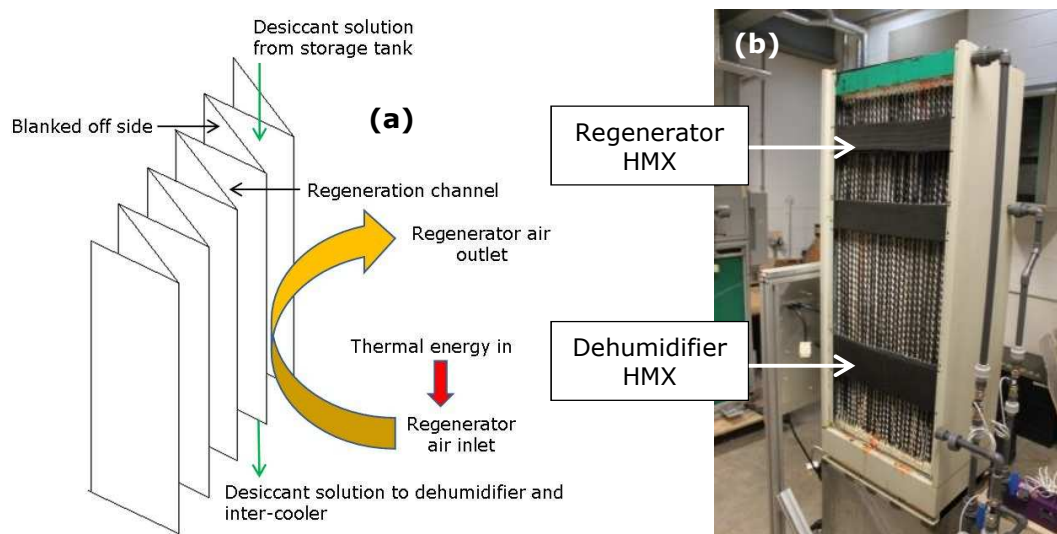 Desiccant solution
from storage tank
(a)
Blanked off side
Regeneration channel
Regenerator air
outlet
Thermal energy in
Regenerator
air inlet
Desiccant solution to dehumidifier and
inter-cooler
(b)
Regenerator
HMX
Dehumidifier
HMX